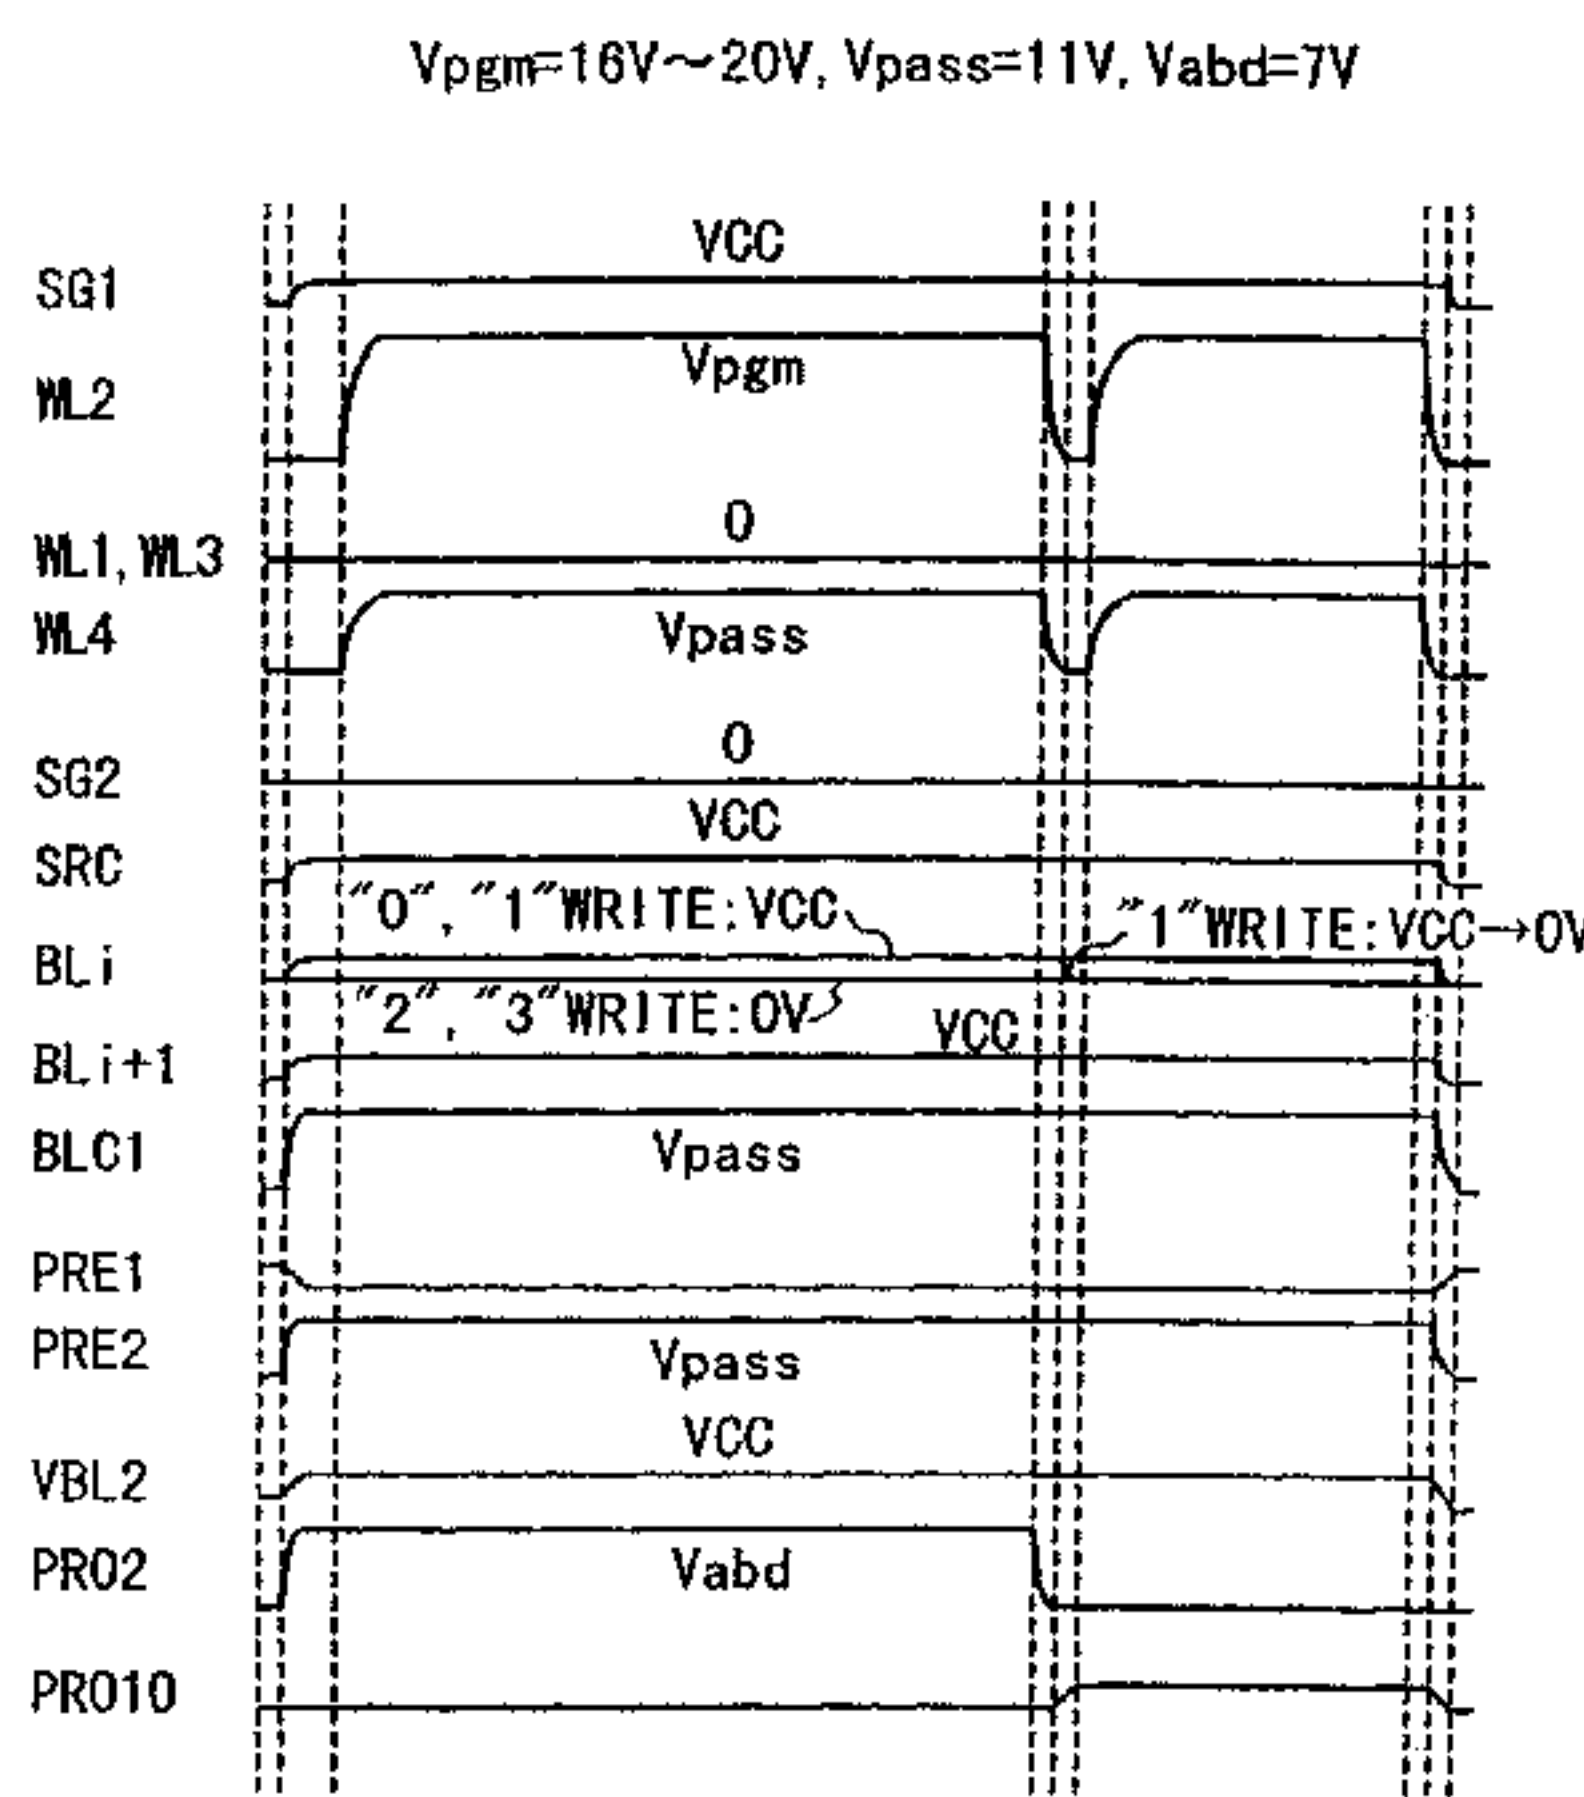 Vpgm=16V～20V, Vpass=11V, Vabd=7V
VCC
SG1
WL2
Vpgm
0
WL1, WL3
WL4
Vpass
0
SG2
VCC
SRC
"0", "1"WRITE:VCC
"1"WRITE:VCC→0V
BLi
"2", "3"WRITE:0V
VCC
BLi+1
BLC1
Vpass
PRE1
PRE2
Vpass
VCC
VBL2
PRO2
Vabd
PRO10